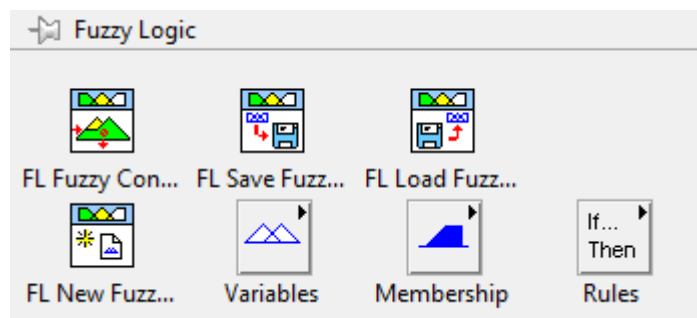 Fuzzy Logic
FL Fuzzy Con... FL Save Fuzz... FL Load Fuzz...
If...
Then
FL New Fuzz... Variables Membership Rules